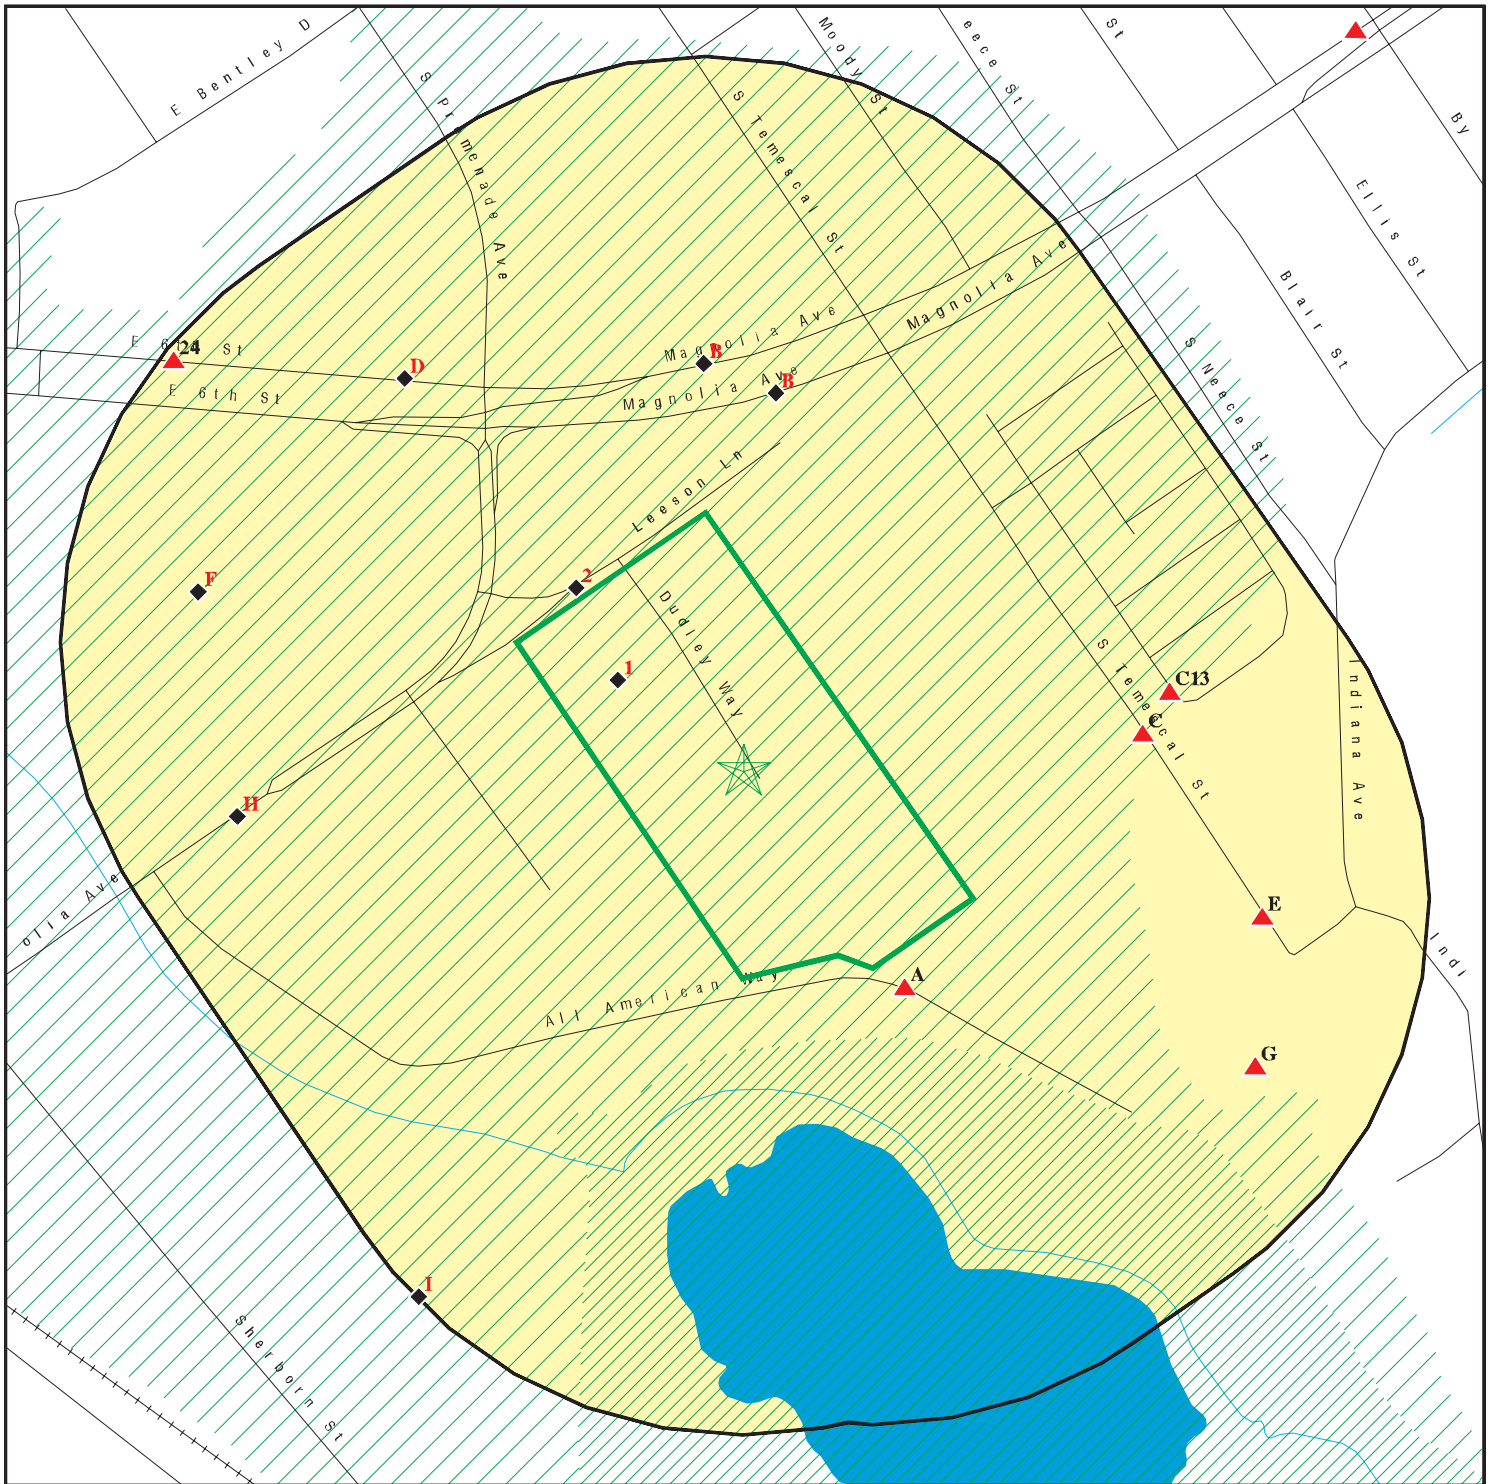 E Bentley D
S Promenade Ave
Moody St
eece St
St
By
S Temescal St
Ellis St
Blair St
Magnolia Ave
Magnolia Ave
Magnolia Ave
E 6th St
24
E 6th St
D
B
B
S Neece St
Leeson Ln
F
2
Dudley Way
1
S Temescal St
C13
C
Indiana Ave
H
olia Ave
E
Indi
A
All American Way
G
I
Sherborn St